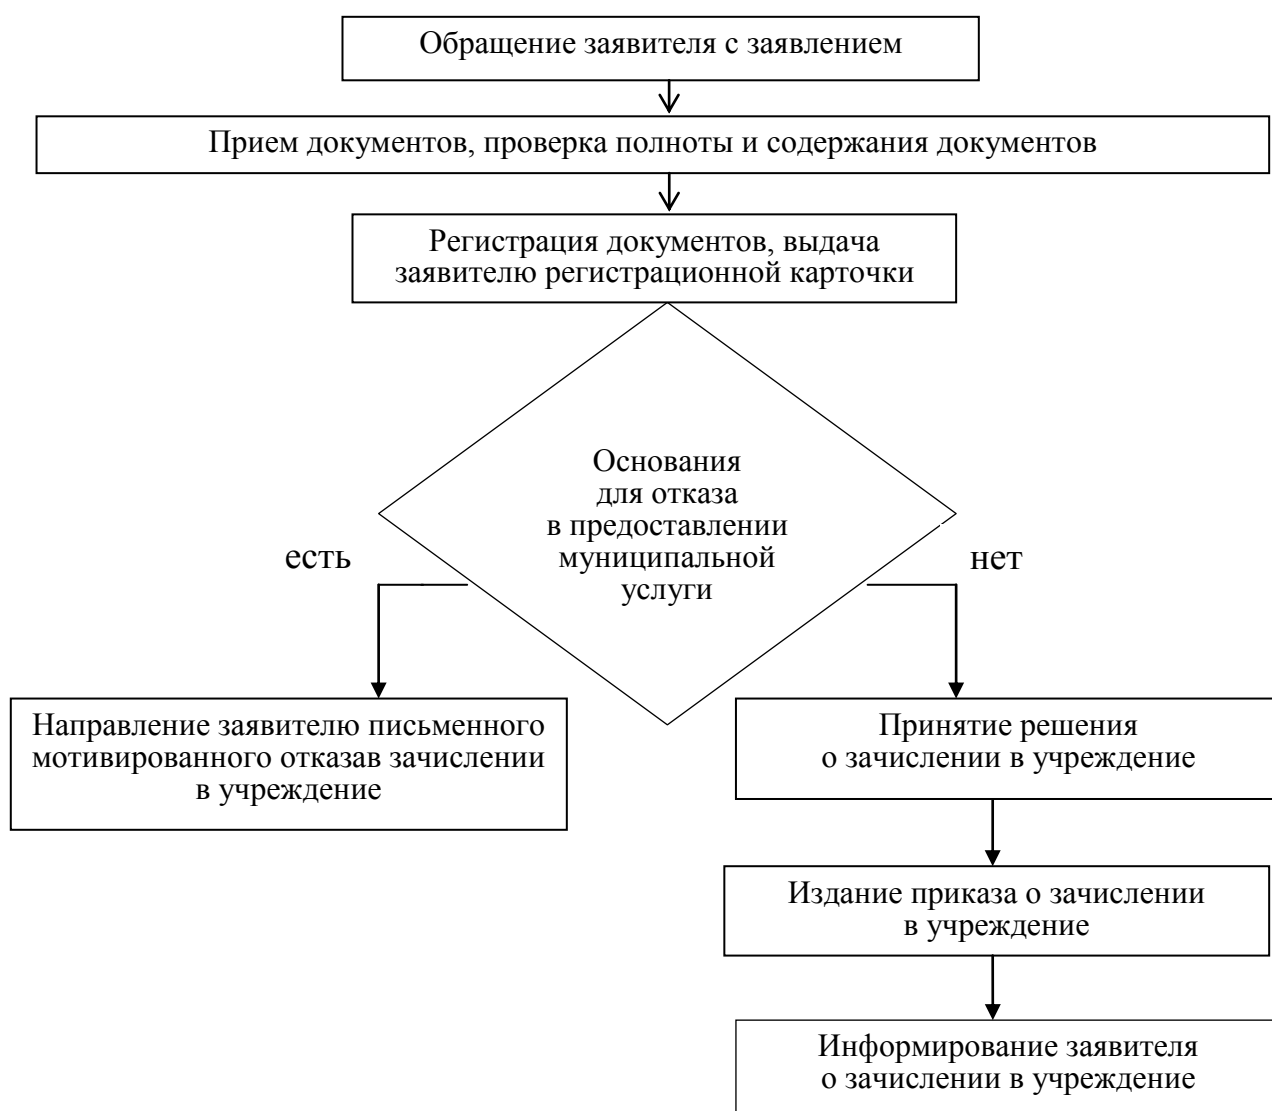 Обращение заявителя с заявлением
Прием документов, проверка полноты и содержания документов
Регистрация документов, выдача
заявителю регистрационной карточки
Основания
для отказа
в предоставлении
муниципальной
услуги
есть
нет
Направление заявителю письменного
мотивированного отказав зачислении
в учреждение
Принятие решения
о зачислении в учреждение
Издание приказа о зачислении
в учреждение
Информирование заявителя
о зачислении в учреждение